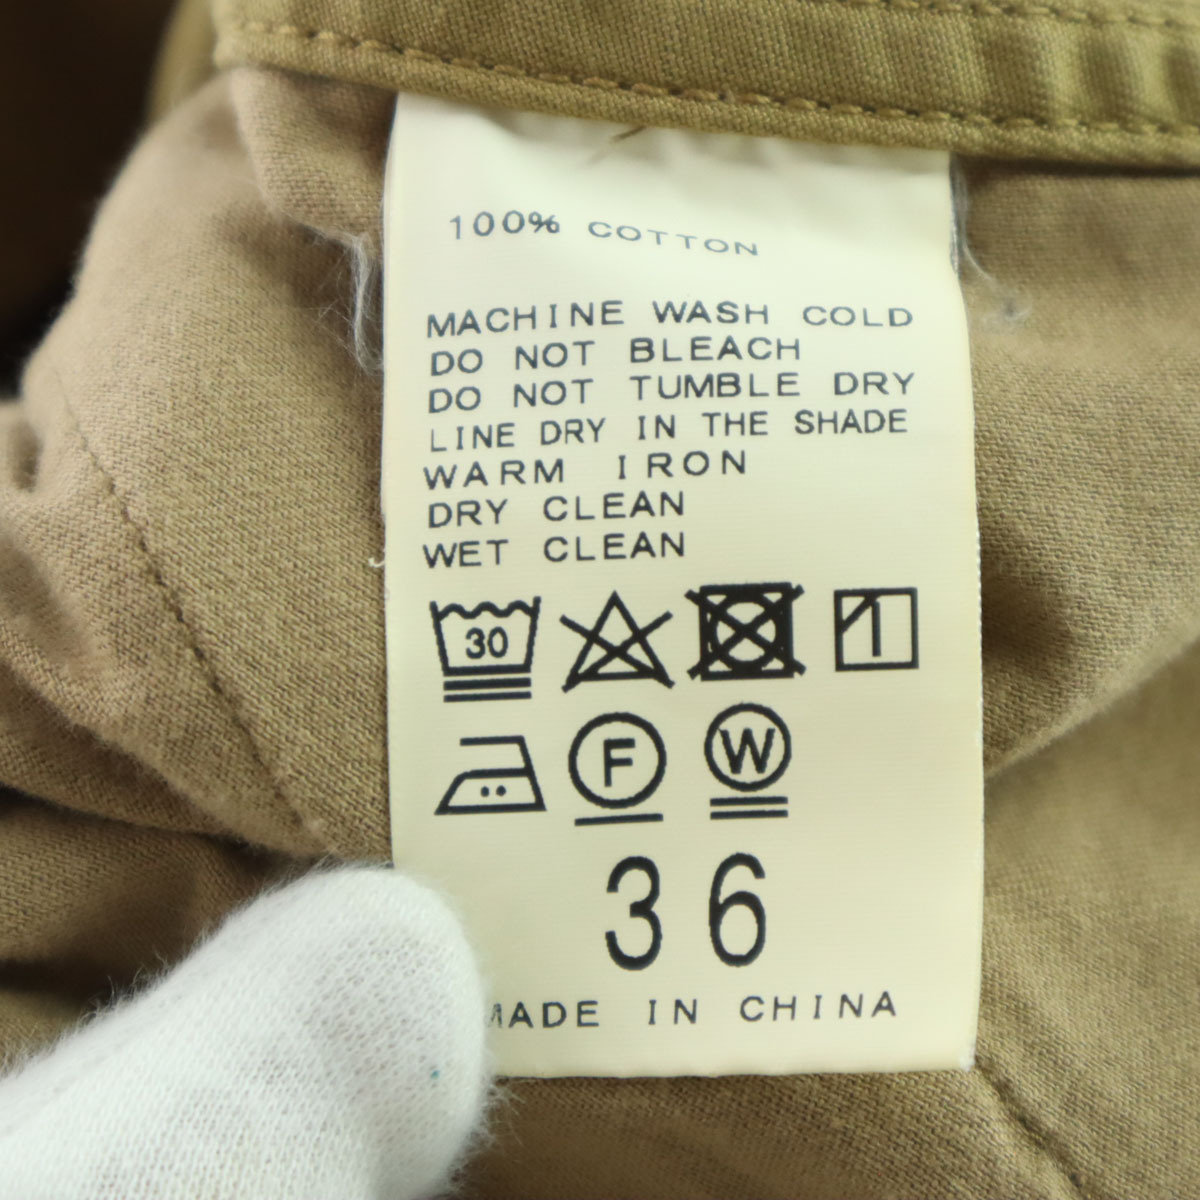 100% COTTON
MACHINE WASH COLD
DO NOT BLEACH
DO NOT TUMBLE DRY
LINE DRY IN THE SHADE
WARM IRON
DRY CLEAN
WET CLEAN
30
F W
36
MADE IN CHINA